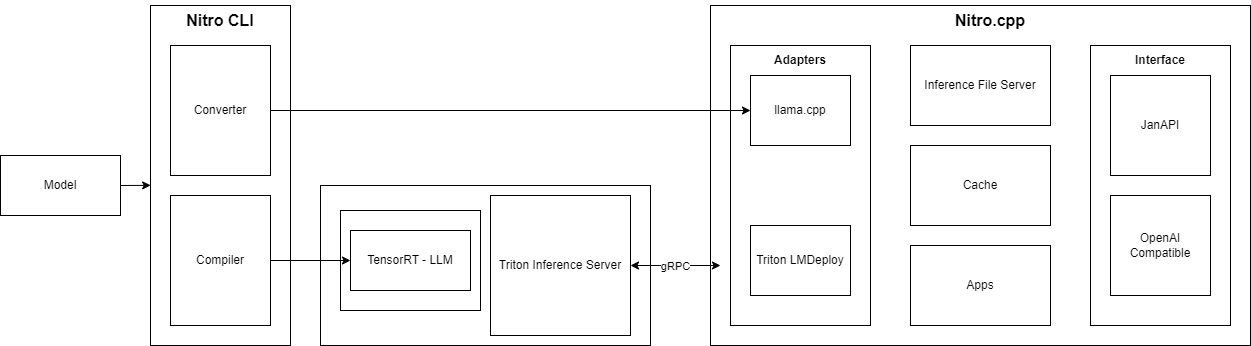 Nitro CLI
Nitro.cpp
Adapters
Interface
Converter
llama.cpp
Inference File Server
JanAPI
Model
Cache
Compiler
TensorRT - LLM
Triton Inference Server
gRPC
Triton LMDeploy
Apps
OpenAI
Compatible